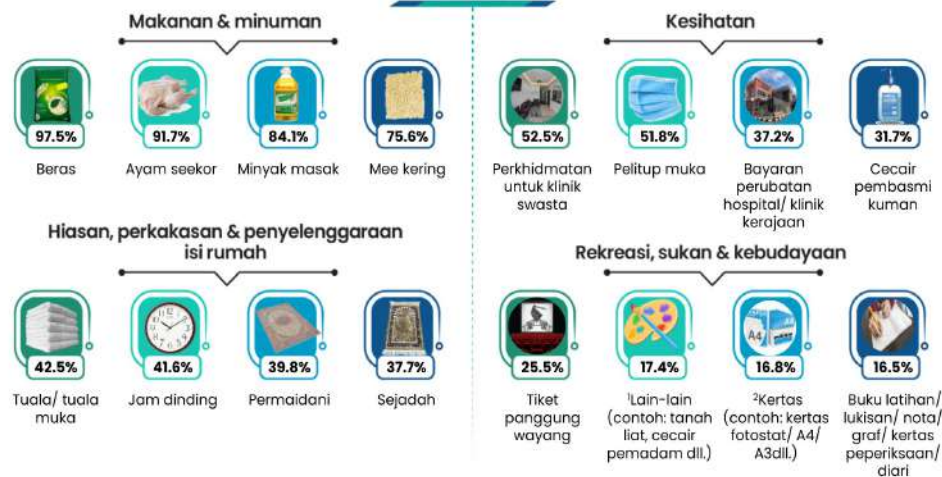 Makanan & minuman
97.5%
91.7%
84.1%
75.6%
Beras
Ayam seekor
Minyak masak
Mee kering
Kesihatan
52.5%
51.8%
37.2%
31.7%
Perkhidmatan
untuk klinik
swasta
Pelitup muka
Bayaran
perubatan
hospital/ klinik
kerajaan
Cecair
pembasmi
kuman
Hiasan, perkakasan & penyelenggaraan
isi rumah
42.5%
41.6%
39.8%
37.7%
Tuala/ tuala
muka
Jam dinding
Permaidani
Sejadah
Rekreasi, sukan & kebudayaan
A4
25.5%
17.4%
16.8%
16.5%
Tiket
panggung
wayang
¹Lain-lain
(contoh: tanah
liat, cecair
pemadam dll.)
²Kertas
(contoh: kertas
fotostat/ A4/
A3dll.)
Buku latihan/
lukisan/ nota/
graf/ kertas
peperiksaan/
diari